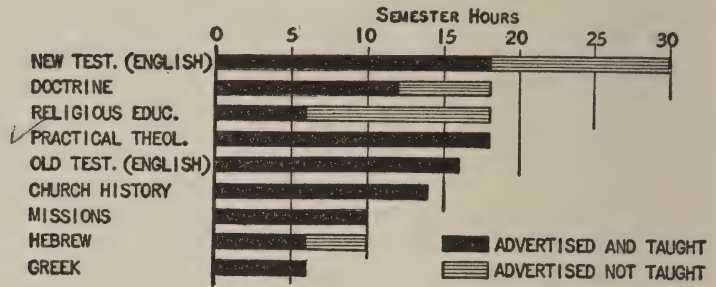 SEMESTER HOURS
0 5 10 15 20 25 30
NEW TEST. (ENGLISH)
DOCTRINE
RELIGIOUS EDUC.
PRACTICAL THEOL.
OLD TEST. (ENGLISH)
CHURCH HISTORY
MISSIONS
HEBREW
GREEK
ADVERTISED AND TAUGHT
ADVERTISED NOT TAUGHT